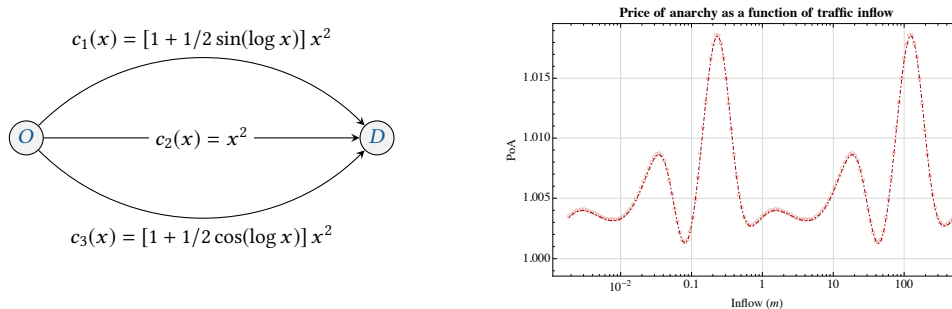 c₁(x) = [1 + 1/2 sin(log x)] x²
O
c₂(x) = x²
D
c₃(x) = [1 + 1/2 cos(log x)] x²
Price of anarchy as a function of traffic inflow
PoA
1.015
1.010
1.005
1.000
10⁻² 0.1 1 10 100
Inflow (m)